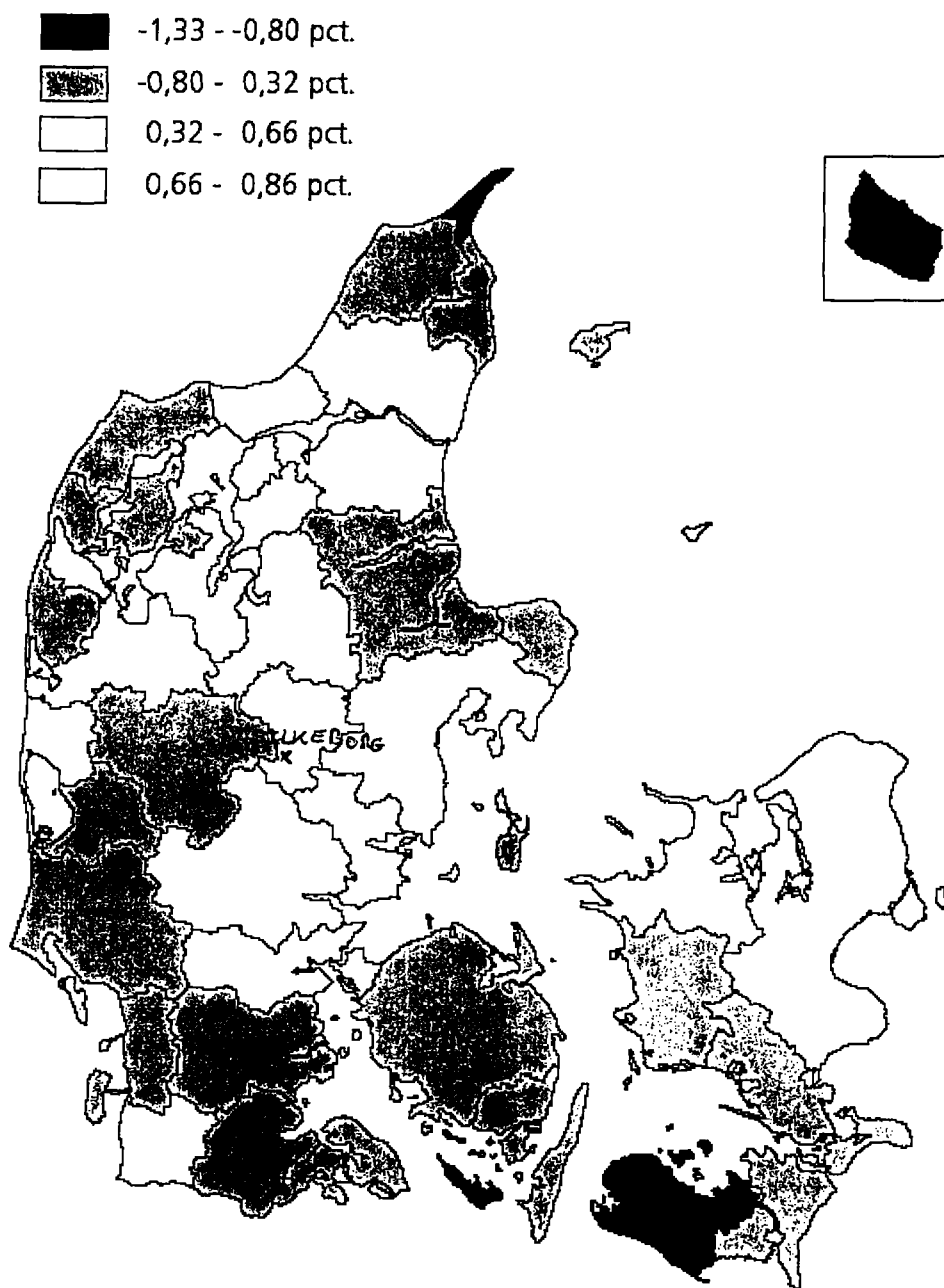 -1,33 - -0,80 pct.
-0,80 - 0,32 pct.
0,32 - 0,66 pct.
0,66 - 0,86 pct.
ILKEBORG
x